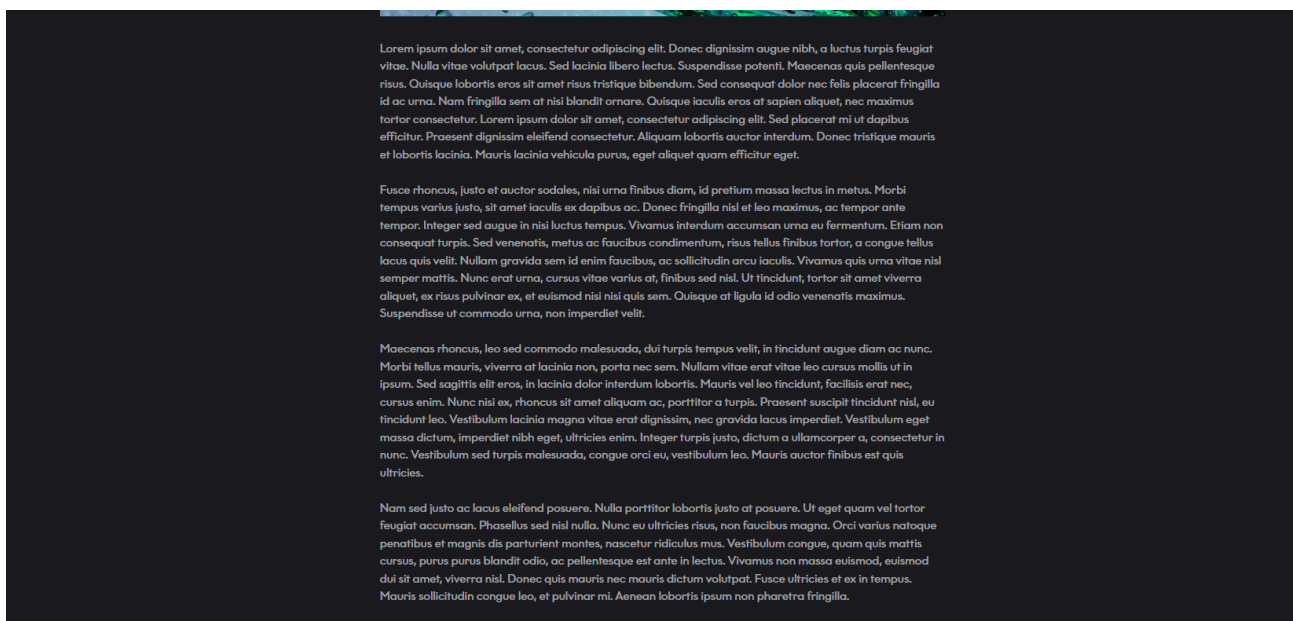 Lorem ipsum dolor sit amet, consectetur adipiscing elit. Donec dignissim augue nibh, a luctus turpis feugiat
vitae. Nulla vitae volutpat lacus. Sed lacinia libero lectus. Suspendisse potenti. Maecenas quis pellentesque
risus. Quisque lobortis eros sit amet risus tristique bibendum. Sed consequat dolor nec felis placerat fringilla
id ac urna. Nam fringilla sem at nisi blandit ornare. Quisque iaculis eros at sapien aliquet, nec maximus
tortor consectetur. Lorem ipsum dolor sit amet, consectetur adipiscing elit. Sed placerat mi ut dapibus
efficitur. Praesent dignissim eleifend consectetur. Aliquam lobortis auctor interdum. Donec tristique mauris
et lobortis lacinia. Mauris lacinia vehicula purus, eget aliquet quam efficitur eget.
Fusce rhoncus, justo et auctor sodales, nisi urna finibus diam, id pretium massa lectus in metus. Morbi
tempus varius justo, sit amet iaculis ex dapibus ac. Donec fringilla nisl et leo maximus, ac tempor ante
tempor. Integer sed augue in nisi luctus tempus. Vivamus interdum accumsan urna eu fermentum. Etiam non
consequat turpis. Sed venenatis, metus ac faucibus condimentum, risus tellus finibus tortor, a congue tellus
lacus quis velit. Nullam gravida sem id enim faucibus, ac sollicitudin arcu iaculis. Vivamus quis urna vitae nisl
semper mattis. Nunc erat urna, cursus vitae varius at, finibus sed nisl. Ut tincidunt, tortor sit amet viverra
aliquet, ex risus pulvinar ex, et euismod nisi nisi quis sem. Quisque at ligula id odio venenatis maximus.
Suspendisse ut commodo urna, non imperdiet velit.
Maecenas rhoncus, leo sed commodo malesuada, dui turpis tempus velit, in tincidunt augue diam ac nunc.
Morbi tellus mauris, viverra at lacinia non, porta nec sem. Nullam vitae erat vitae leo cursus mollis ut in
ipsum. Sed sagittis elit eros, in lacinia dolor interdum lobortis. Mauris vel leo tincidunt, facilisis erat nec,
cursus enim. Nunc nisi ex, rhoncus sit amet aliquam ac, porttitor a turpis. Praesent suscipit tincidunt nisl, eu
tincidunt leo. Vestibulum lacinia magna vitae erat dignissim, nec gravida lacus imperdiet. Vestibulum eget
massa dictum, imperdiet nibh eget, ultricies enim. Integer turpis justo, dictum a ullamcorper a, consectetur in
nunc. Vestibulum sed turpis malesuada, congue orci eu, vestibulum leo. Mauris auctor finibus est quis
ultricies.
Nam sed justo ac lacus eleifend posuere. Nulla porttitor lobortis justo at posuere. Ut eget quam vel tortor
feugiat accumsan. Phasellus sed nisl nulla. Nunc eu ultricies risus, non faucibus magna. Orci varius natoque
penatibus et magnis dis parturient montes, nascetur ridiculus mus. Vestibulum congue, quam quis mattis
cursus, purus purus blandit odio, ac pellentesque est ante in lectus. Vivamus non massa euismod, euismod
dui sit amet, viverra nisl. Donec quis mauris nec mauris dictum volutpat. Fusce ultricies et ex in tempus.
Mauris sollicitudin congue leo, et pulvinar mi. Aenean lobortis ipsum non pharetra fringilla.